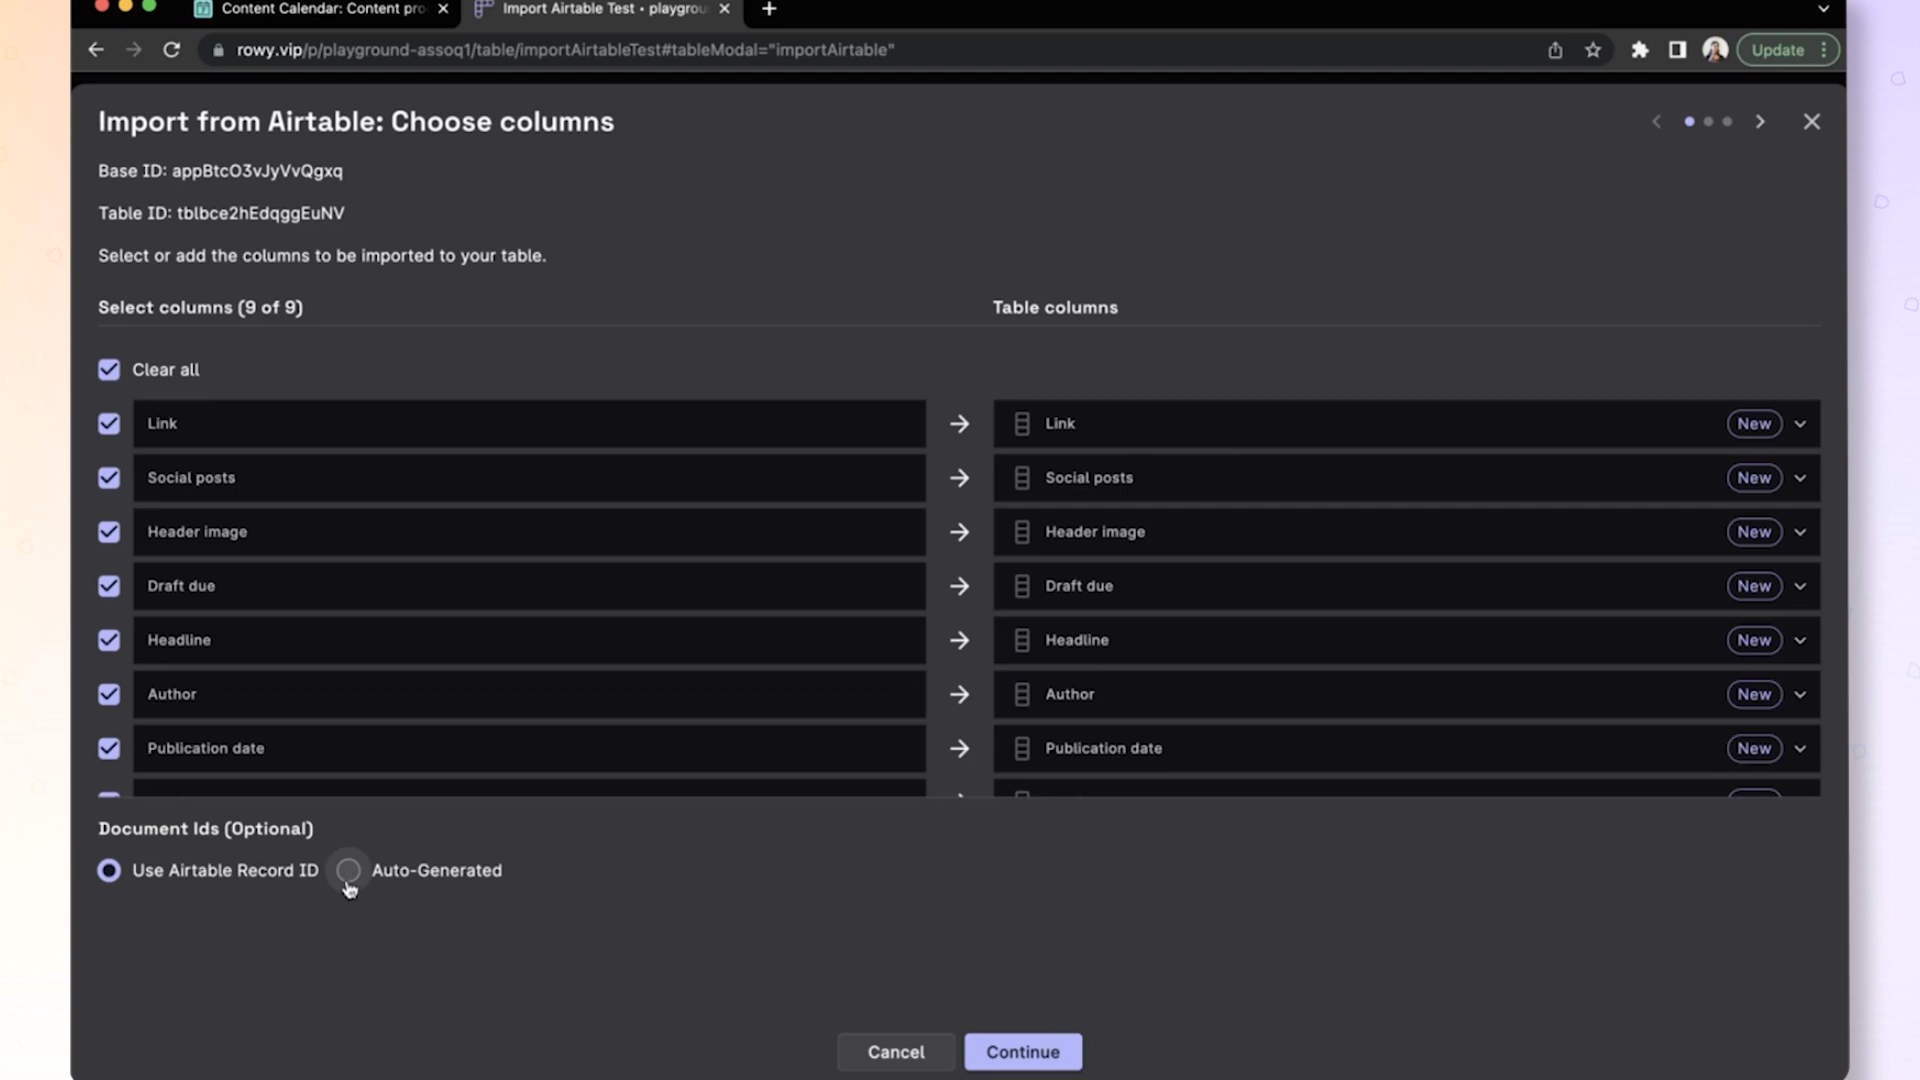 Content Calendar: Content pro
Import Airtable Test • playgrou
rowy.vip/p/playground-assoq1/table/importAirtableTest#tableModal="importAirtable"
Update
Import from Airtable: Choose columns
Base ID: appBtcO3vJyVvQgxq
Table ID: tblbce2hEdqggEuNV
Select or add the columns to be imported to your table.
Select columns (9 of 9)
Table columns
Clear all
Link
Link
New
Social posts
Social posts
New
Header image
Header image
New
Draft due
Draft due
New
Headline
Headline
New
Author
Author
New
Publication date
Publication date
New
Document Ids (Optional)
Use Airtable Record ID
Auto-Generated
Cancel
Continue